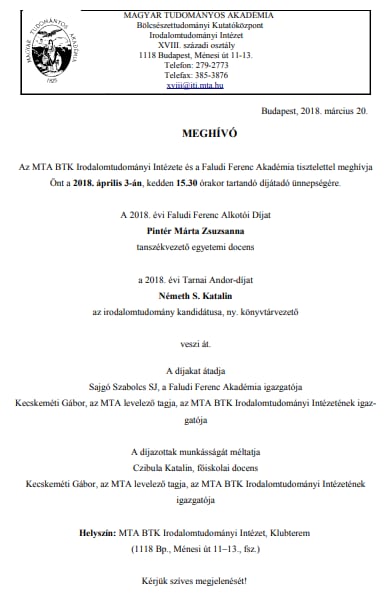 MAGYAR TUDOMÁNYOS AKADÉMIA
Bölcsészettudományi Kutatóközpont
Irodalomtudományi Intézet
XVIII. századi osztály
1118 Budapest, Ménesi út 11-13.
Telefon: 279-2773
Telefax: 385-3876
xviii@iti.mta.hu
MAGYAR TUDOMÁNYOS AKADÉMIA
1825
Budapest, 2018. március 20.
MEGHÍVÓ
Az MTA BTK Irodalomtudományi Intézete és a Faludi Ferenc Akadémia tisztelettel meghívja
Önt a 2018. április 3-án, kedden 15.30 órakor tartandó díjátadó ünnepségére.
A 2018. évi Faludi Ferenc Alkotói Díjat
Pintér Márta Zsuzsanna
tanszékvezető egyetemi docens
a 2018. évi Tarnai Andor-díjat
Németh S. Katalin
az irodalomtudomány kandidátusa, ny. könyvtárvezető
veszi át.
A díjakat átadja
Sajgó Szabolcs SJ, a Faludi Ferenc Akadémia igazgatója
Kecskeméti Gábor, az MTA levelező tagja, az MTA BTK Irodalomtudományi Intézetének igaz-
gatója
A díjazottak munkásságát méltatja
Czibula Katalin, főiskolai docens
Kecskeméti Gábor, az MTA levelező tagja, az MTA BTK Irodalomtudományi Intézetének
igazgatója
Helyszín: MTA BTK Irodalomtudományi Intézet, Klubterem
(1118 Bp., Ménesi út 11–13., fsz.)
Kérjük szíves megjelenését!